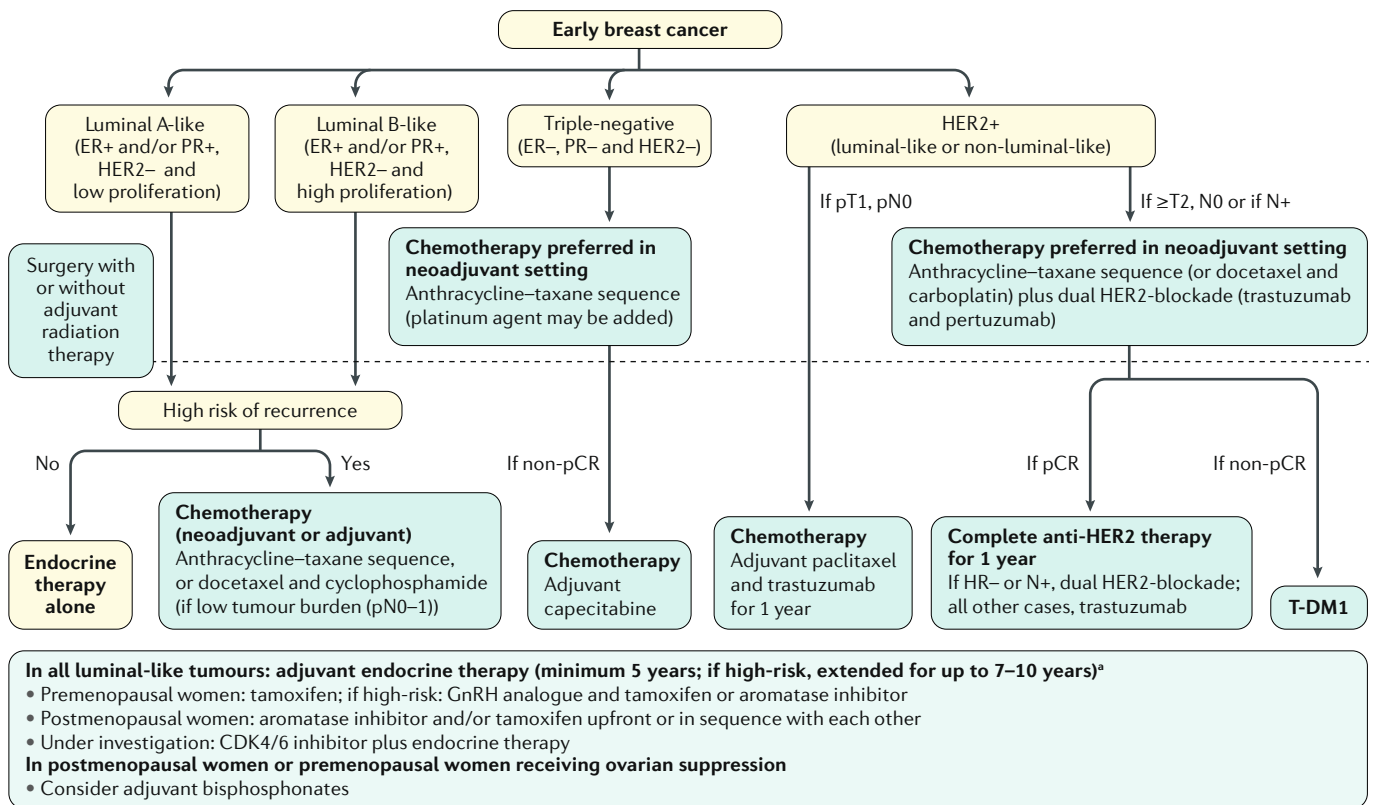 Early breast cancer
Luminal A-like
(ER+ and/or PR+,
HER2– and
low proliferation)
Luminal B-like
(ER+ and/or PR+,
HER2– and
high proliferation)
Triple-negative
(ER–, PR– and HER2–)
HER2+
(luminal-like or non-luminal-like)
If pT1, pN0
If ≥T2, N0 or if N+
Surgery with
or without
adjuvant
radiation
therapy
Chemotherapy preferred in
neoadjuvant setting
Anthracycline–taxane sequence
(platinum agent may be added)
Chemotherapy preferred in neoadjuvant setting
Anthracycline–taxane sequence (or docetaxel and
carboplatin) plus dual HER2-blockade (trastuzumab
and pertuzumab)
High risk of recurrence
No
Yes
If non-pCR
If pCR
If non-pCR
Endocrine
therapy
alone
Chemotherapy
(neoadjuvant or adjuvant)
Anthracycline–taxane sequence,
or docetaxel and cyclophosphamide
(if low tumour burden (pN0–1))
Chemotherapy
Adjuvant
capecitabine
Chemotherapy
Adjuvant paclitaxel
and trastuzumab
for 1 year
Complete anti-HER2 therapy
for 1 year
If HR– or N+, dual HER2-blockade;
all other cases, trastuzumab
T-DM1
In all luminal-like tumours: adjuvant endocrine therapy (minimum 5 years; if high-risk, extended for up to 7–10 years)ᵃ
• Premenopausal women: tamoxifen; if high-risk: GnRH analogue and tamoxifen or aromatase inhibitor
• Postmenopausal women: aromatase inhibitor and/or tamoxifen upfront or in sequence with each other
• Under investigation: CDK4/6 inhibitor plus endocrine therapy
In postmenopausal women or premenopausal women receiving ovarian suppression
• Consider adjuvant bisphosphonates